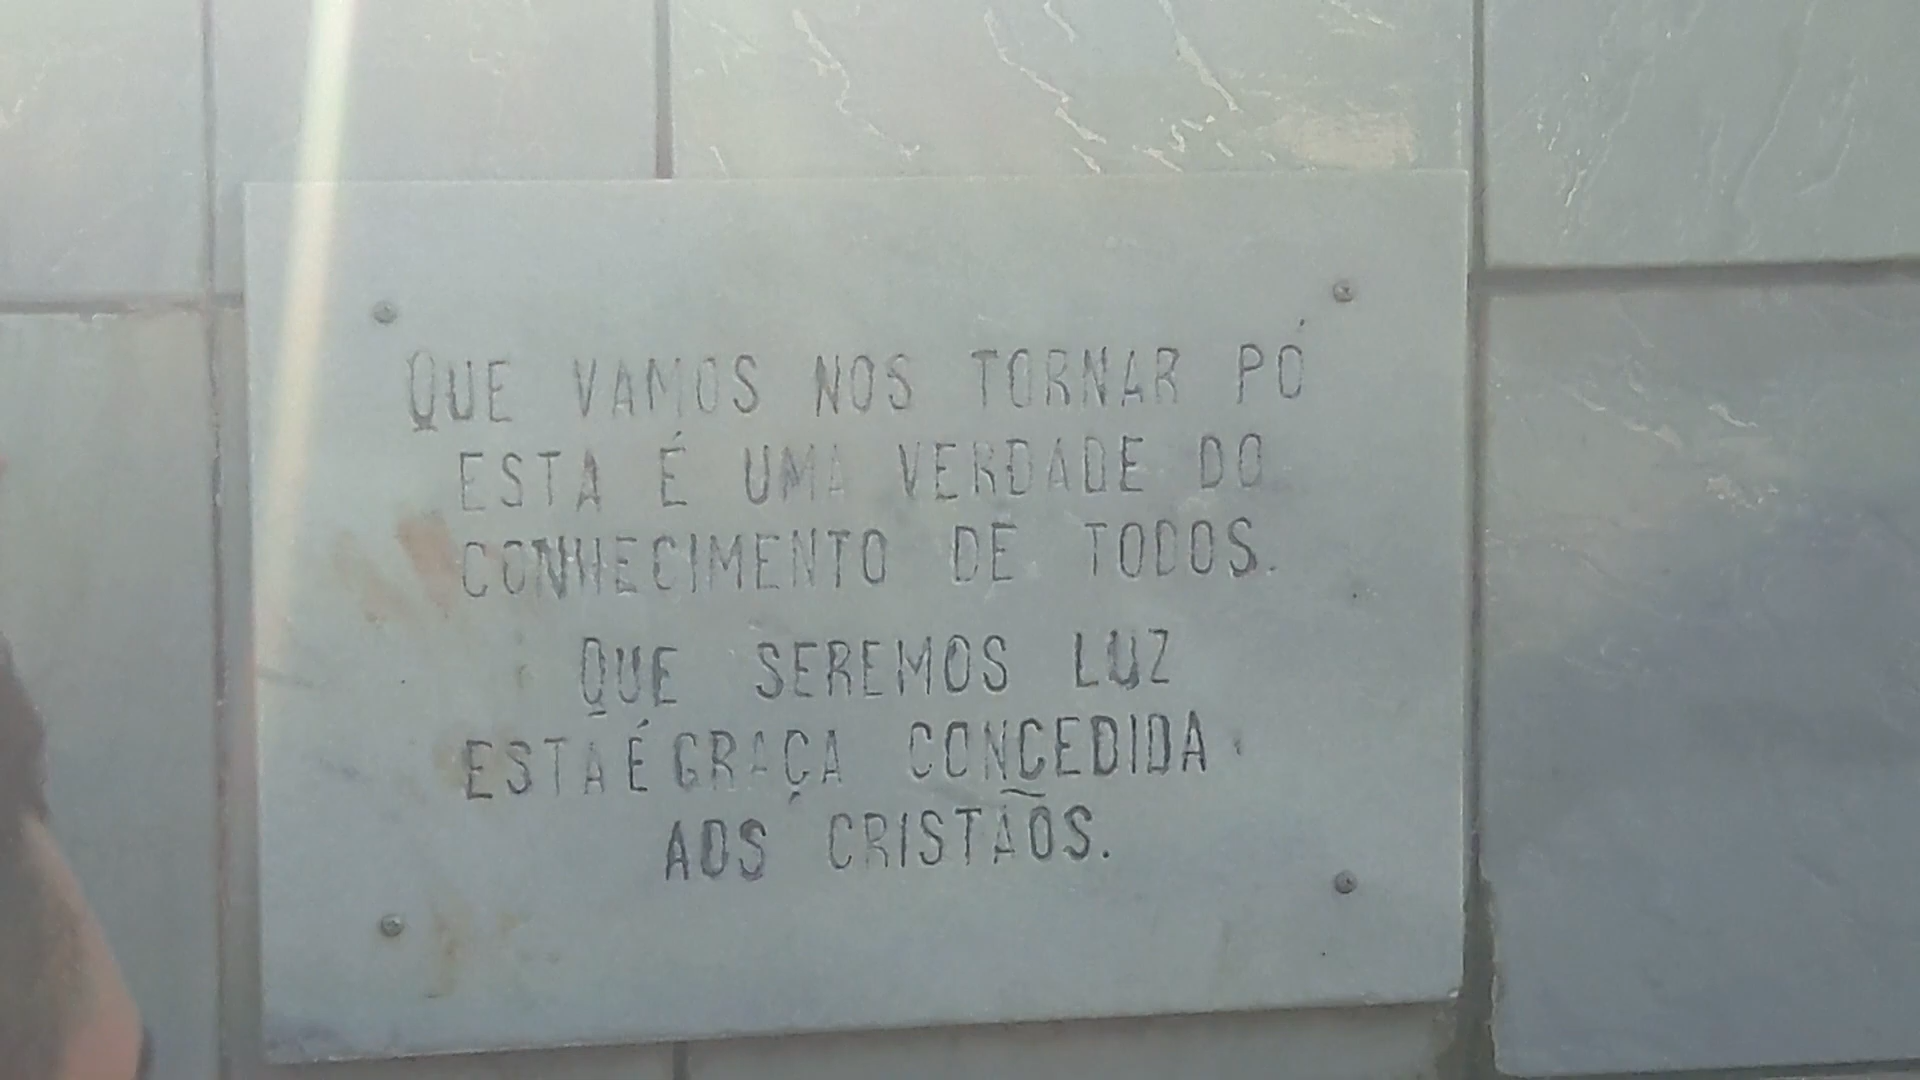 QUE VAMOS NOS TORNAR PÓ
ESTA É UMA VERDADE DO
CONHECIMENTO DE TODOS.
QUE SEREMOS LUZ
ESTA É GRAÇA CONCEDIDA
AOS CRISTÃOS.